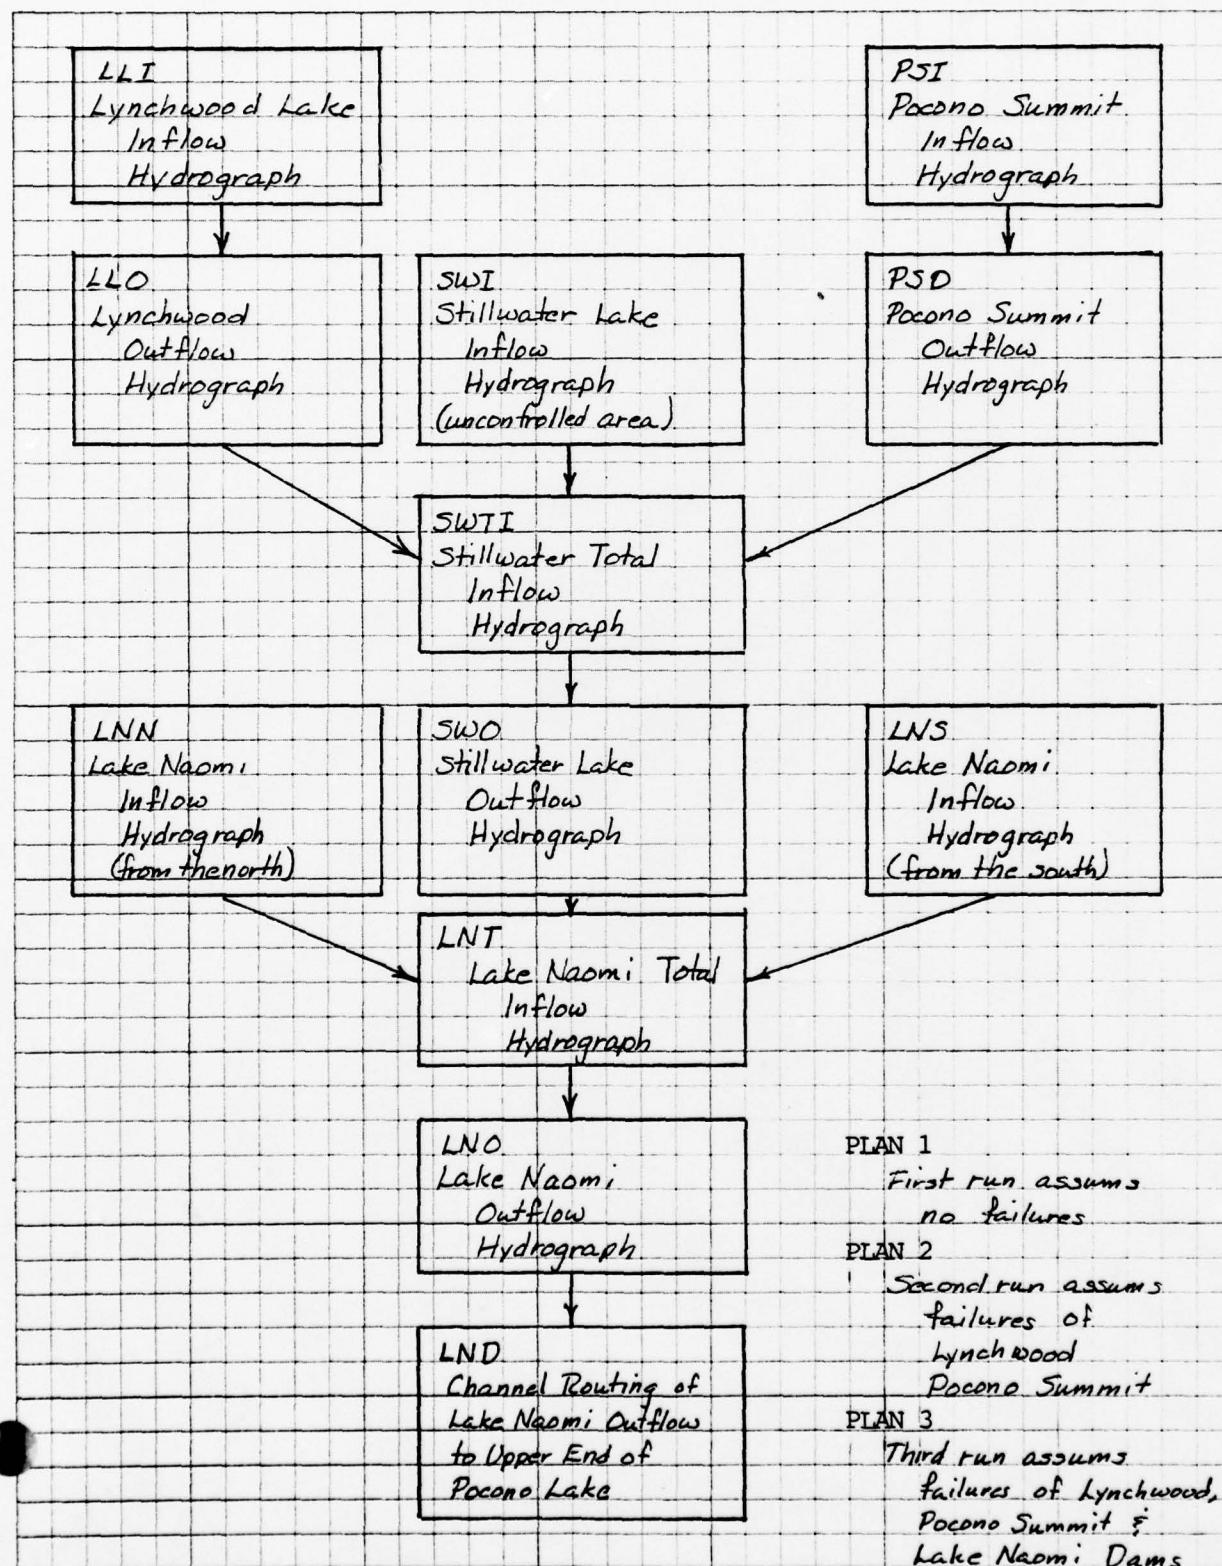 LLI
Lynchwood Lake
Inflow
Hydrograph
PSI
Pocono Summit
Inflow
Hydrograph
LLO
Lynchwood
Outflow
Hydrograph
SWI
Stillwater Lake
Inflow
Hydrograph
(uncontrolled area)
PSO
Pocono Summit
Outflow
Hydrograph
SWTI
Stillwater Total
Inflow
Hydrograph
LNN
Lake Naomi
Inflow
Hydrograph
(from the north)
SWO
Stillwater Lake
Outflow
Hydrograph
LNS
Lake Naomi
Inflow
Hydrograph
(from the south)
LNT
Lake Naomi Total
Inflow
Hydrograph
LNO
Lake Naomi
Outflow
Hydrograph
LND
Channel Routing of
Lake Naomi Outflow
to Upper End of
Pocono Lake
PLAN 1
First run assums
no failures
PLAN 2
Second run assums
failures of
Lynchwood
Pocono Summit
PLAN 3
Third run assums
failures of Lynchwood,
Pocono Summit &
Lake Naomi Dams